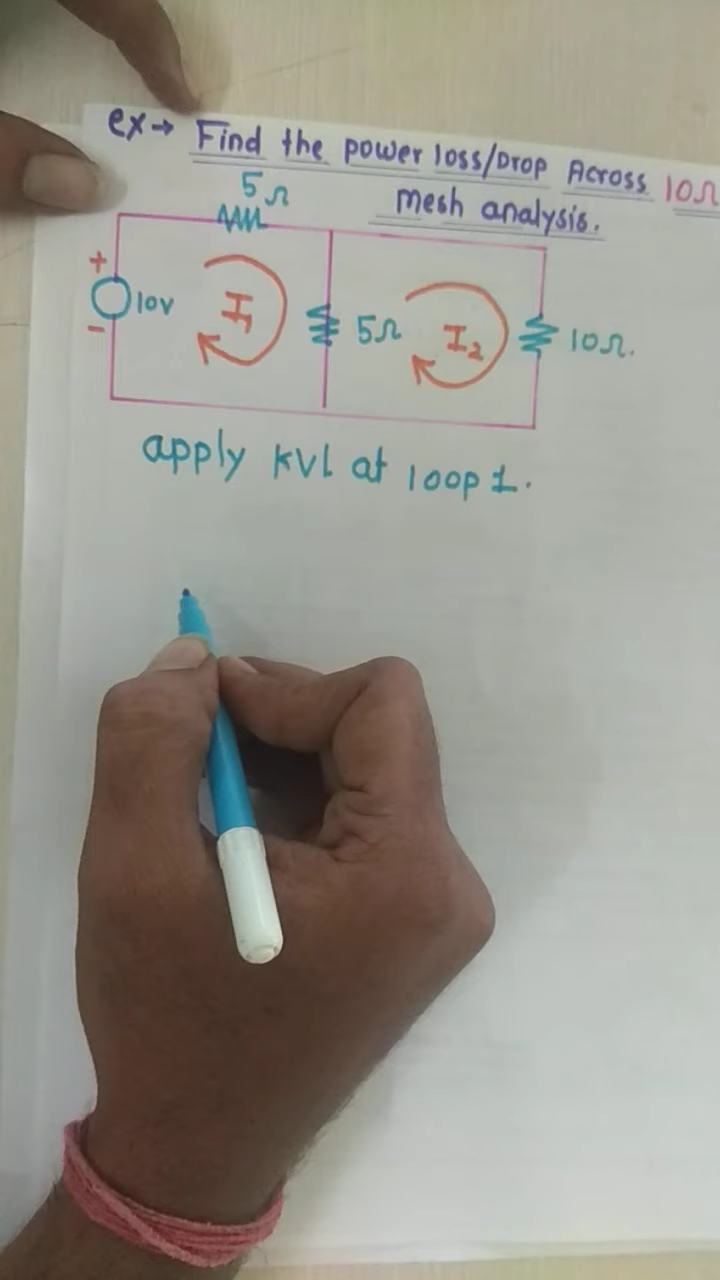 ex→ Find the power loss/Drop Across 10Ω
mesh analysis.
5Ω
+
10v
-
I1
5Ω
I2
10Ω.
apply KVl at loop 1.